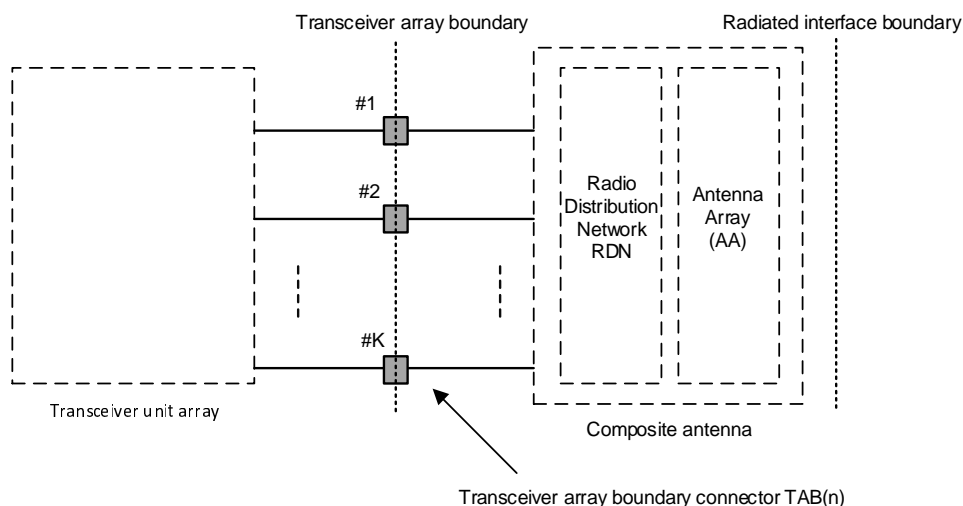 Transceiver array boundary
Radiated interface boundary
#1
#2
#K
Radio
Distribution
Network
RDN
Antenna
Array
(AA)
Transceiver unit array
Composite antenna
Transceiver array boundary connector TAB(n)